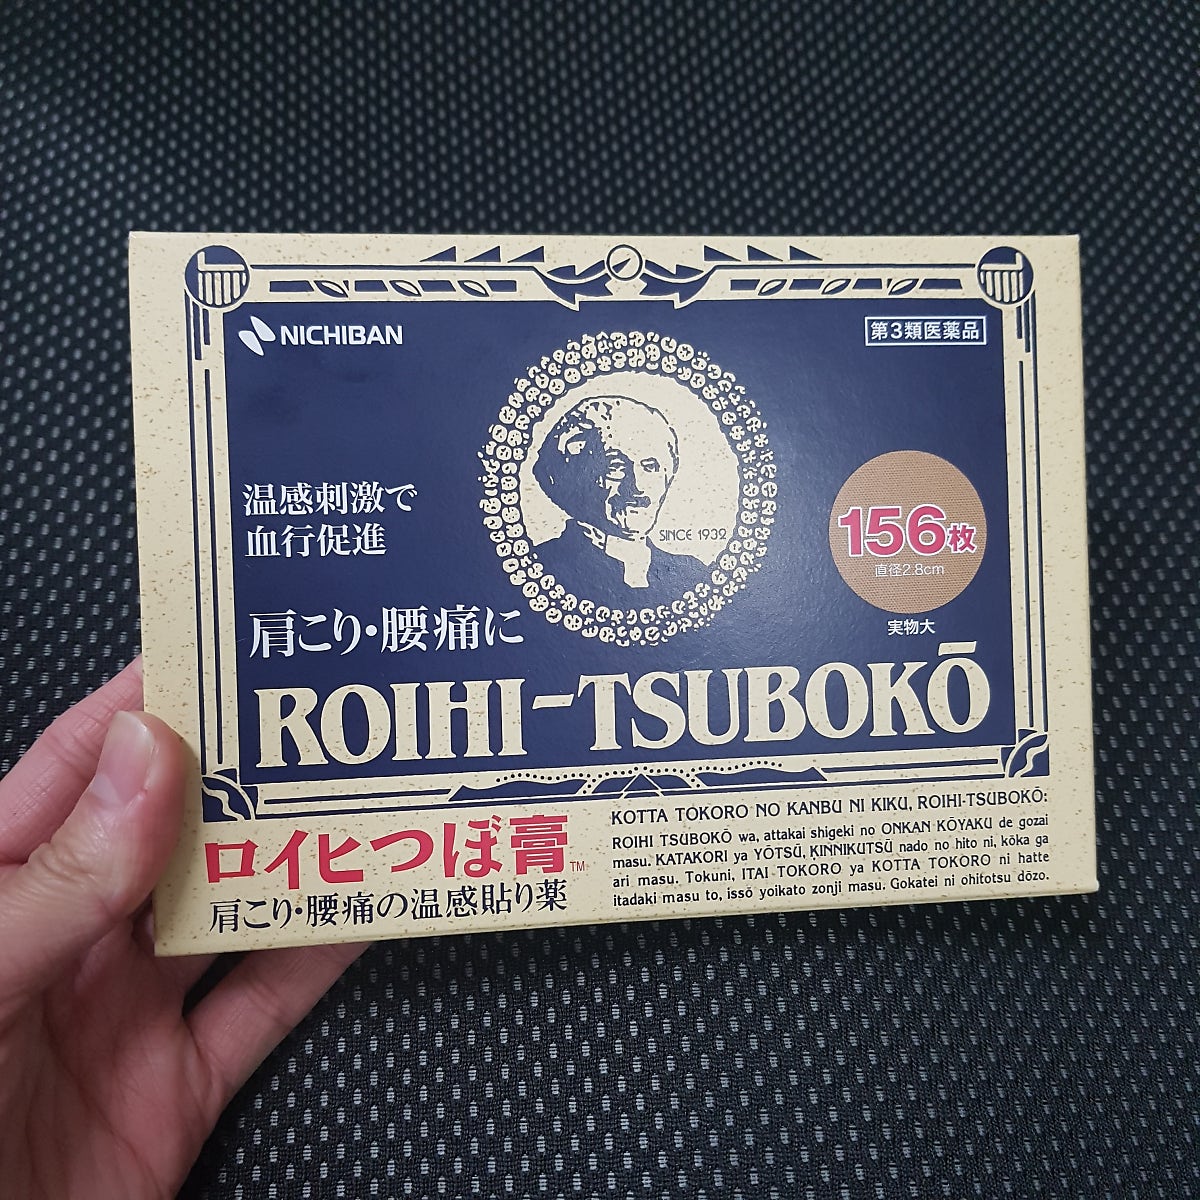 NICHIBAN
第3類医薬品
温感刺激で
血行促進
SINCE 1932
156枚
直径2.8cm
実物大
肩こり・腰痛に
ROIHI-TSUBOKŌ
ロイヒつぼ膏™
肩こり・腰痛の温感貼り薬
KOTTA TOKORO NO KANBU NI KIKU, ROIHI-TSUBOKŌ:
ROIHI TSUBOKŌ wa, attakai shigeki no ONKAN KŌYAKU de gozai
masu. KATAKORI ya YŌTSŪ, KINNIKUTSŪ nado no hito ni, kōka ga
ari masu. Tokuni, ITAI TOKORO ya KOTTA TOKORO ni hatte
itadaki masu to, issō yoikato zonji masu. Gokatei ni ohitotsu dōzo.